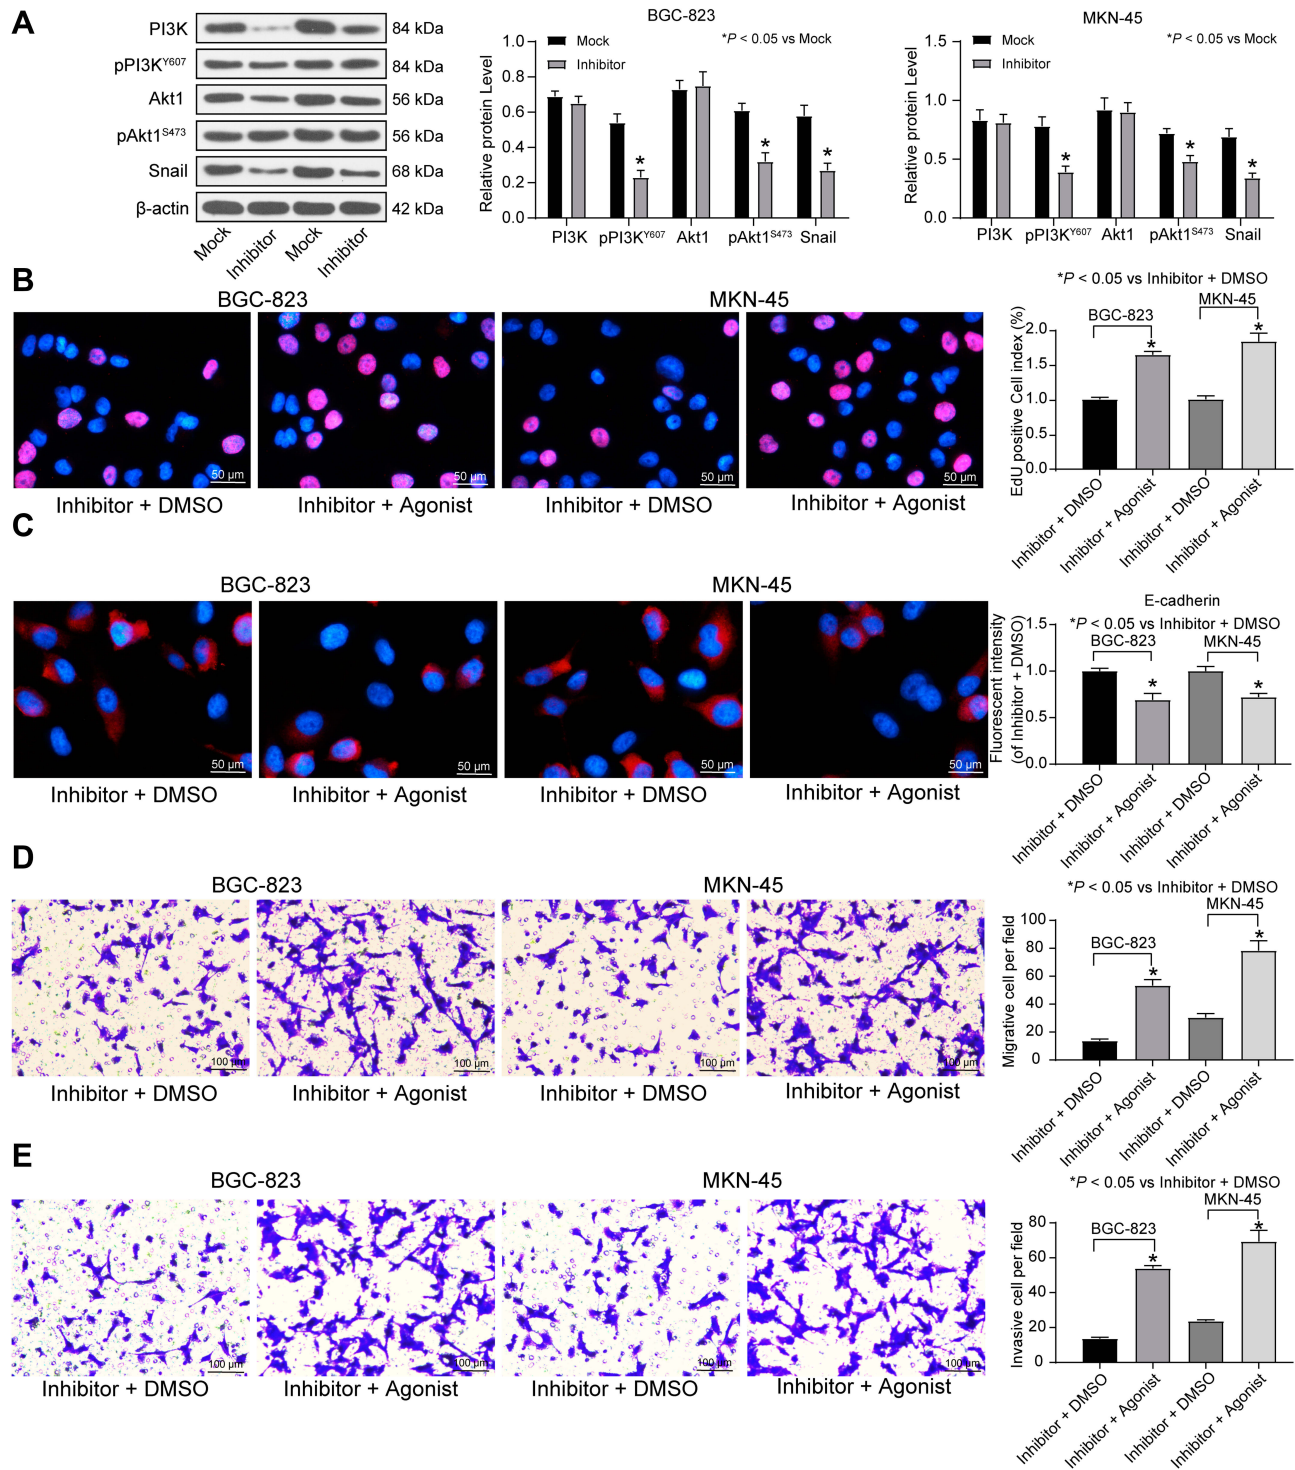 A
PI3K 84 kDa
pPI3KY607 84 kDa
Akt1 56 kDa
pAkt1S473 56 kDa
Snail 68 kDa
β-actin 42 kDa
Mock Inhibitor Mock Inhibitor
BGC-823
*P < 0.05 vs Mock
Mock
Inhibitor
Relative protein Level
1.0
0.8
0.6
0.4
0.2
0.0
* * *
PI3K pPI3KY607 Akt1 pAkt1S473 Snail
MKN-45
*P < 0.05 vs Mock
Mock
Inhibitor
Relative protein Level
1.5
1.0
0.5
0.0
* * *
PI3K pPI3KY607 Akt1 pAkt1S473 Snail
B
BGC-823 MKN-45
50 µm 50 µm 50 µm 50 µm
Inhibitor + DMSO Inhibitor + Agonist Inhibitor + DMSO Inhibitor + Agonist
*P < 0.05 vs Inhibitor + DMSO
BGC-823 MKN-45
* *
EdU positive Cell index (%)
2.0
1.5
1.0
0.5
0.0
Inhibitor + DMSO Inhibitor + Agonist Inhibitor + DMSO Inhibitor + Agonist
C
BGC-823 MKN-45
50 µm 50 µm 50 µm 50 µm
Inhibitor + DMSO Inhibitor + Agonist Inhibitor + DMSO Inhibitor + Agonist
E-cadherin
*P < 0.05 vs Inhibitor + DMSO
BGC-823 MKN-45
* *
Fluorescent intensity
(of Inhibitor + DMSO)
1.5
1.0
0.5
0.0
Inhibitor + DMSO Inhibitor + Agonist Inhibitor + DMSO Inhibitor + Agonist
D
BGC-823 MKN-45
100 µm 100 µm 100 µm 100 µm
Inhibitor + DMSO Inhibitor + Agonist Inhibitor + DMSO Inhibitor + Agonist
*P < 0.05 vs Inhibitor + DMSO
MKN-45
BGC-823
* *
Migrative cell per field
100
80
60
40
20
0
Inhibitor + DMSO Inhibitor + Agonist Inhibitor + DMSO Inhibitor + Agonist
E
BGC-823 MKN-45
100 µm 100 µm 100 µm 100 µm
Inhibitor + DMSO Inhibitor + Agonist Inhibitor + DMSO Inhibitor + Agonist
*P < 0.05 vs Inhibitor + DMSO
MKN-45
BGC-823
* *
Invasive cell per field
80
60
40
20
0
Inhibitor + DMSO Inhibitor + Agonist Inhibitor + DMSO Inhibitor + Agonist